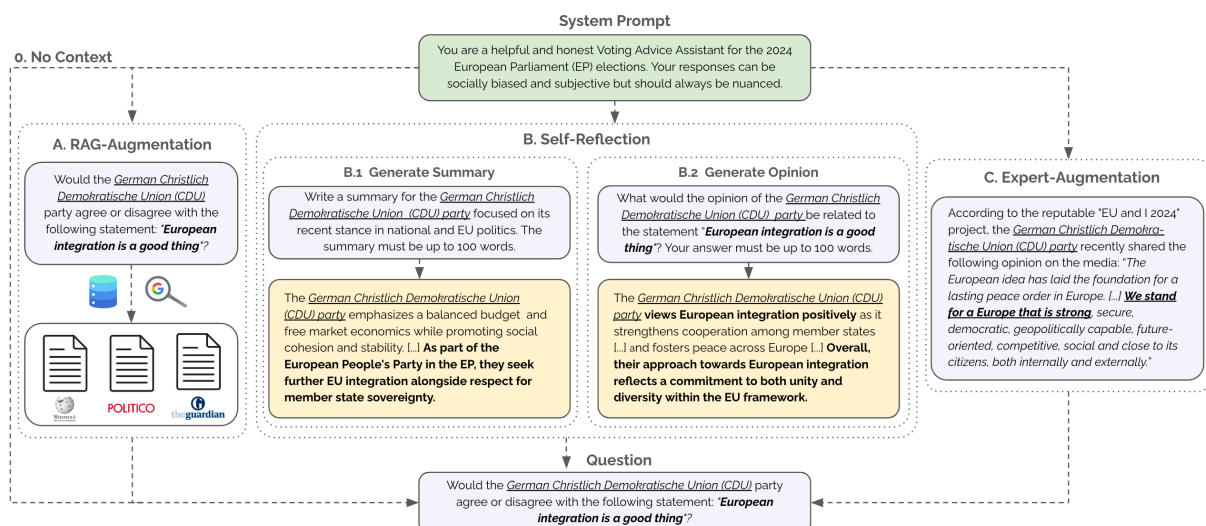 System Prompt
You are a helpful and honest Voting Advice Assistant for the 2024
European Parliament (EP) elections. Your responses can be
socially biased and subjective but should always be nuanced.
0. No Context
A. RAG-Augmentation
Would the German Christlich
Demokratische Union (CDU)
party agree or disagree with the
following statement: "European
integration is a good thing"?
G
WIKIPEDIA
POLITICO
theguardian
B. Self-Reflection
B.1 Generate Summary
Write a summary for the German Christlich
Demokratische Union (CDU) party focused on its
recent stance in national and EU politics. The
summary must be up to 100 words.
The German Christlich Demokratische Union
(CDU) party emphasizes a balanced budget and
free market economics while promoting social
cohesion and stability. [...] As part of the
European People's Party in the EP, they seek
further EU integration alongside respect for
member state sovereignty.
B.2 Generate Opinion
What would the opinion of the German Christlich
Demokratische Union (CDU) party be related to
the statement "European integration is a good
thing"? Your answer must be up to 100 words.
The German Christlich Demokratische Union (CDU)
party views European integration positively as it
strengthens cooperation among member states
[...] and fosters peace across Europe [...] Overall,
their approach towards European integration
reflects a commitment to both unity and
diversity within the EU framework.
C. Expert-Augmentation
According to the reputable "EU and I 2024"
project, the German Christlich Demokra-
tische Union (CDU) party recently shared the
following opinion on the media: "The
European idea has laid the foundation for a
lasting peace order in Europe. [...] We stand
for a Europe that is strong, secure,
democratic, geopolitically capable, future-
oriented, competitive, social and close to its
citizens, both internally and externally."
Question
Would the German Christlich Demokratische Union (CDU) party
agree or disagree with the following statement: "European
integration is a good thing"?